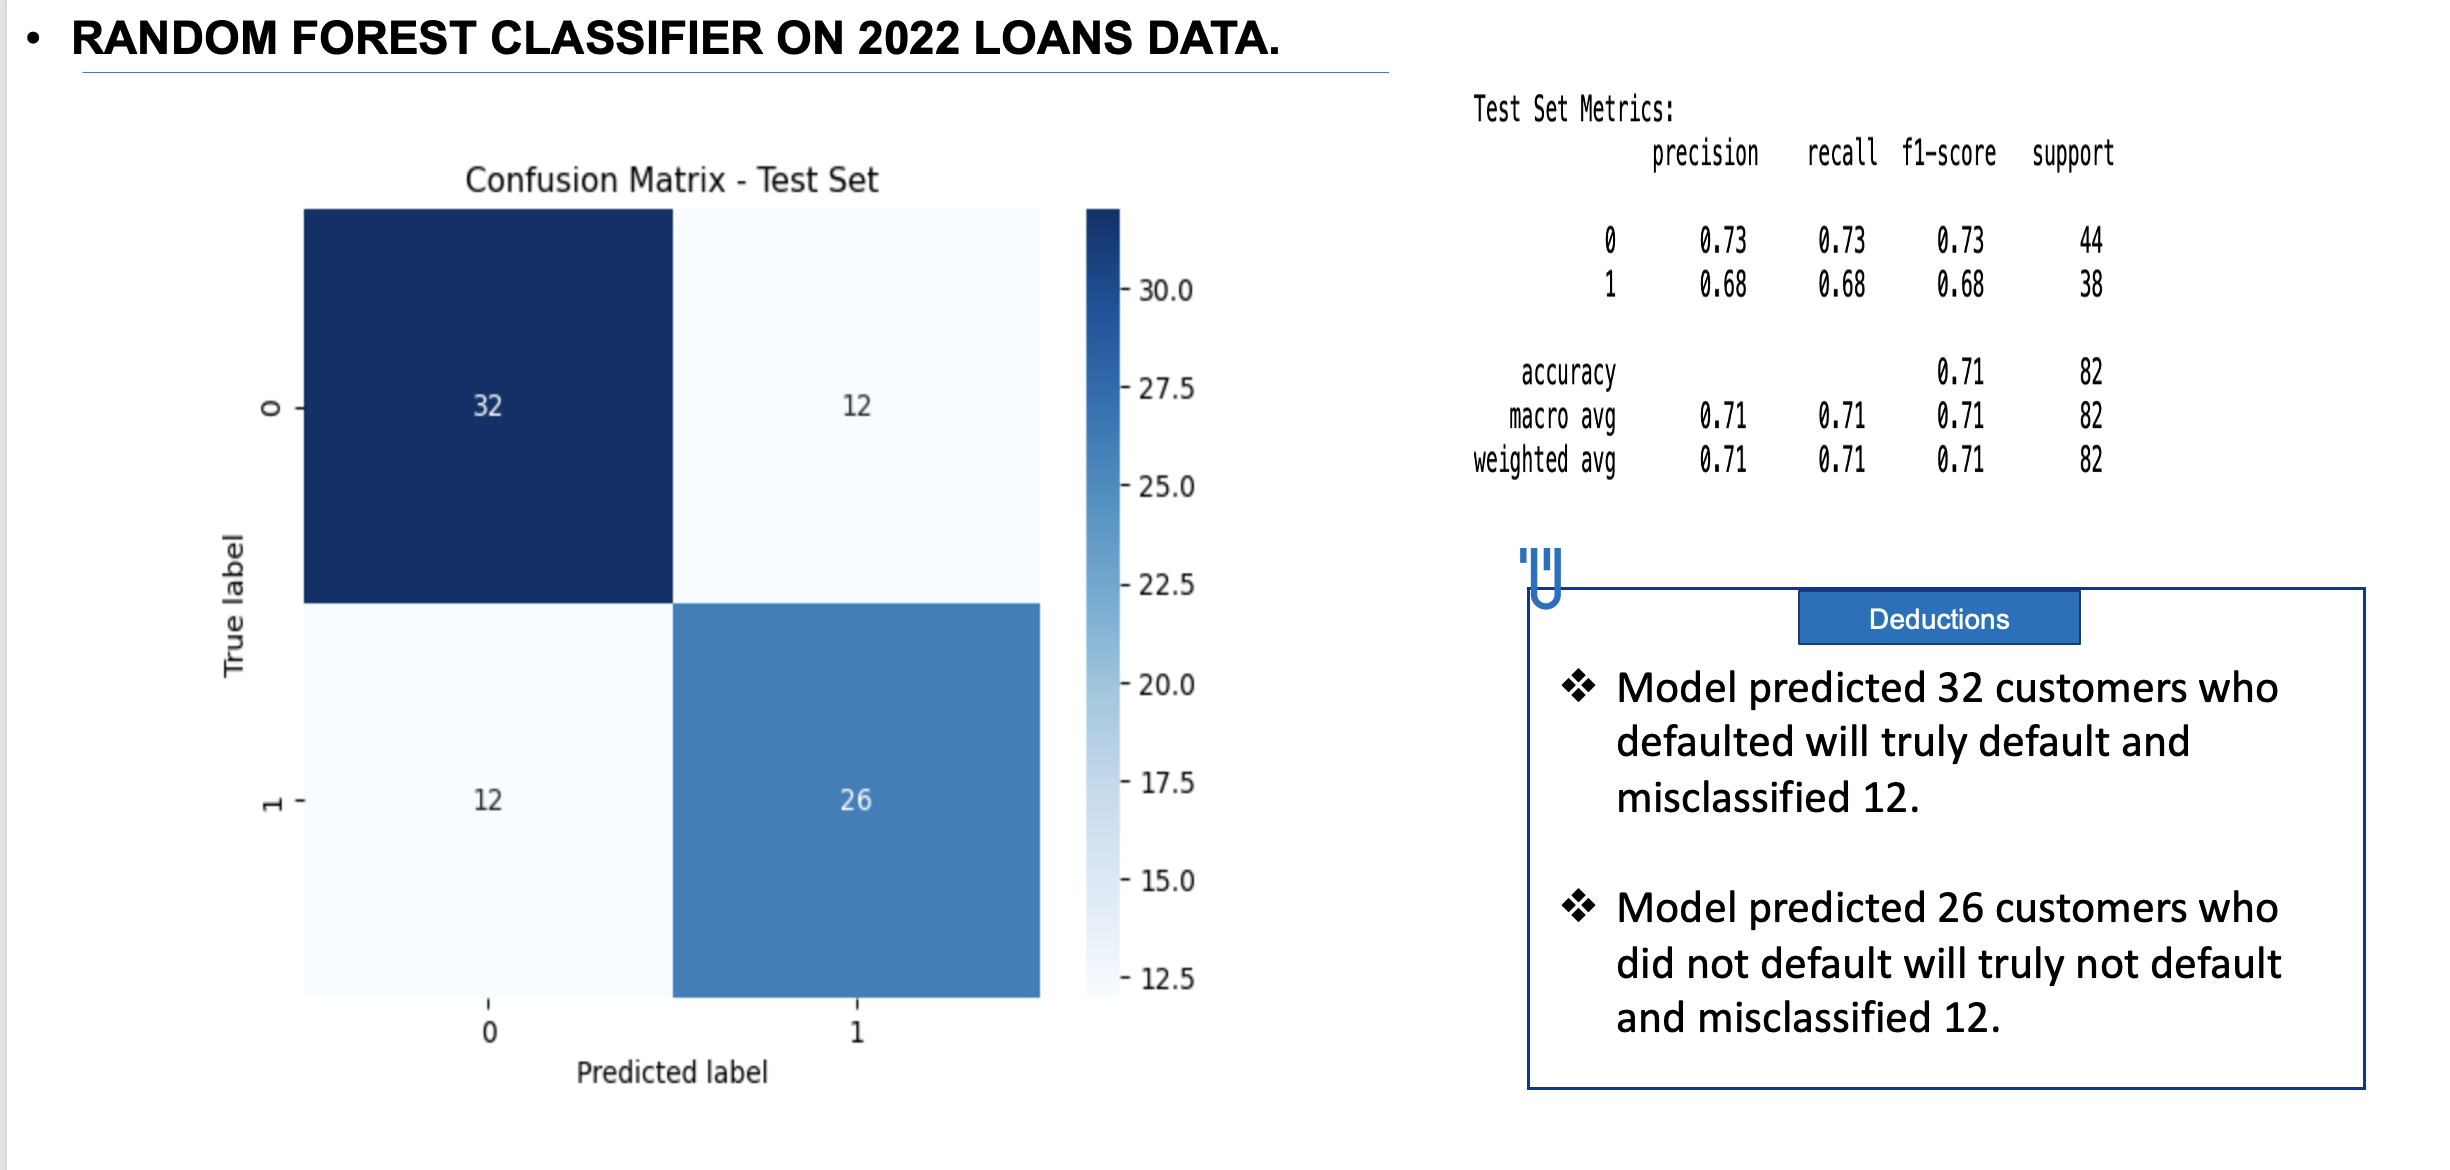 • RANDOM FOREST CLASSIFIER ON 2022 LOANS DATA.
Confusion Matrix - Test Set
True label
0
1
32
12
12
26
0
1
Predicted label
30.0
27.5
25.0
22.5
20.0
17.5
15.0
12.5
Test Set Metrics:
precision recall f1-score support
0 0.73 0.73 0.73 44
1 0.68 0.68 0.68 38
accuracy 0.71 82
macro avg 0.71 0.71 0.71 82
weighted avg 0.71 0.71 0.71 82
Deductions
❖ Model predicted 32 customers who
defaulted will truly default and
misclassified 12.
❖ Model predicted 26 customers who
did not default will truly not default
and misclassified 12.